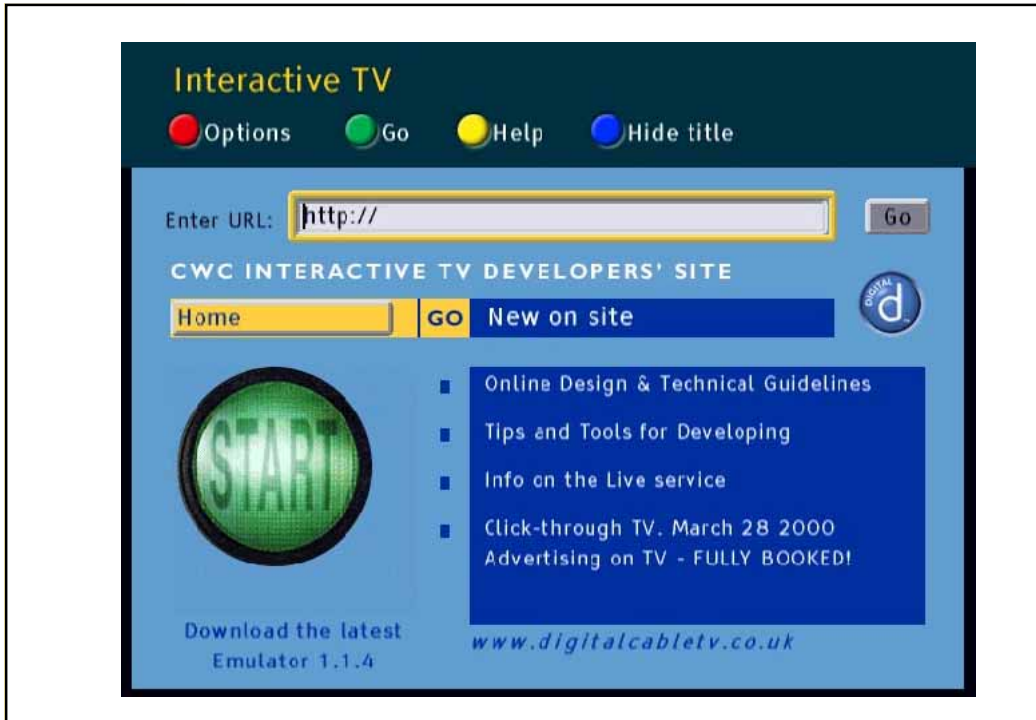 Interactive TV
Options Go Help Hide title
Enter URL: http:// Go
CWC INTERACTIVE TV DEVELOPERS' SITE
DIGITAL
d
Home GO New on site
START
Online Design & Technical Guidelines
Tips and Tools for Developing
Info on the Live service
Click-through TV. March 28 2000
Advertising on TV - FULLY BOOKED!
Download the latest
Emulator 1.1.4
www.digitalcabletv.co.uk